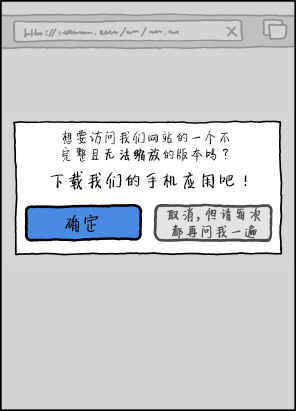 想要访问我们网站的一个不
完整且无法缩放的版本吗？
下载我们的手机应用吧！
确定
取消，但请每次
都再问我一遍